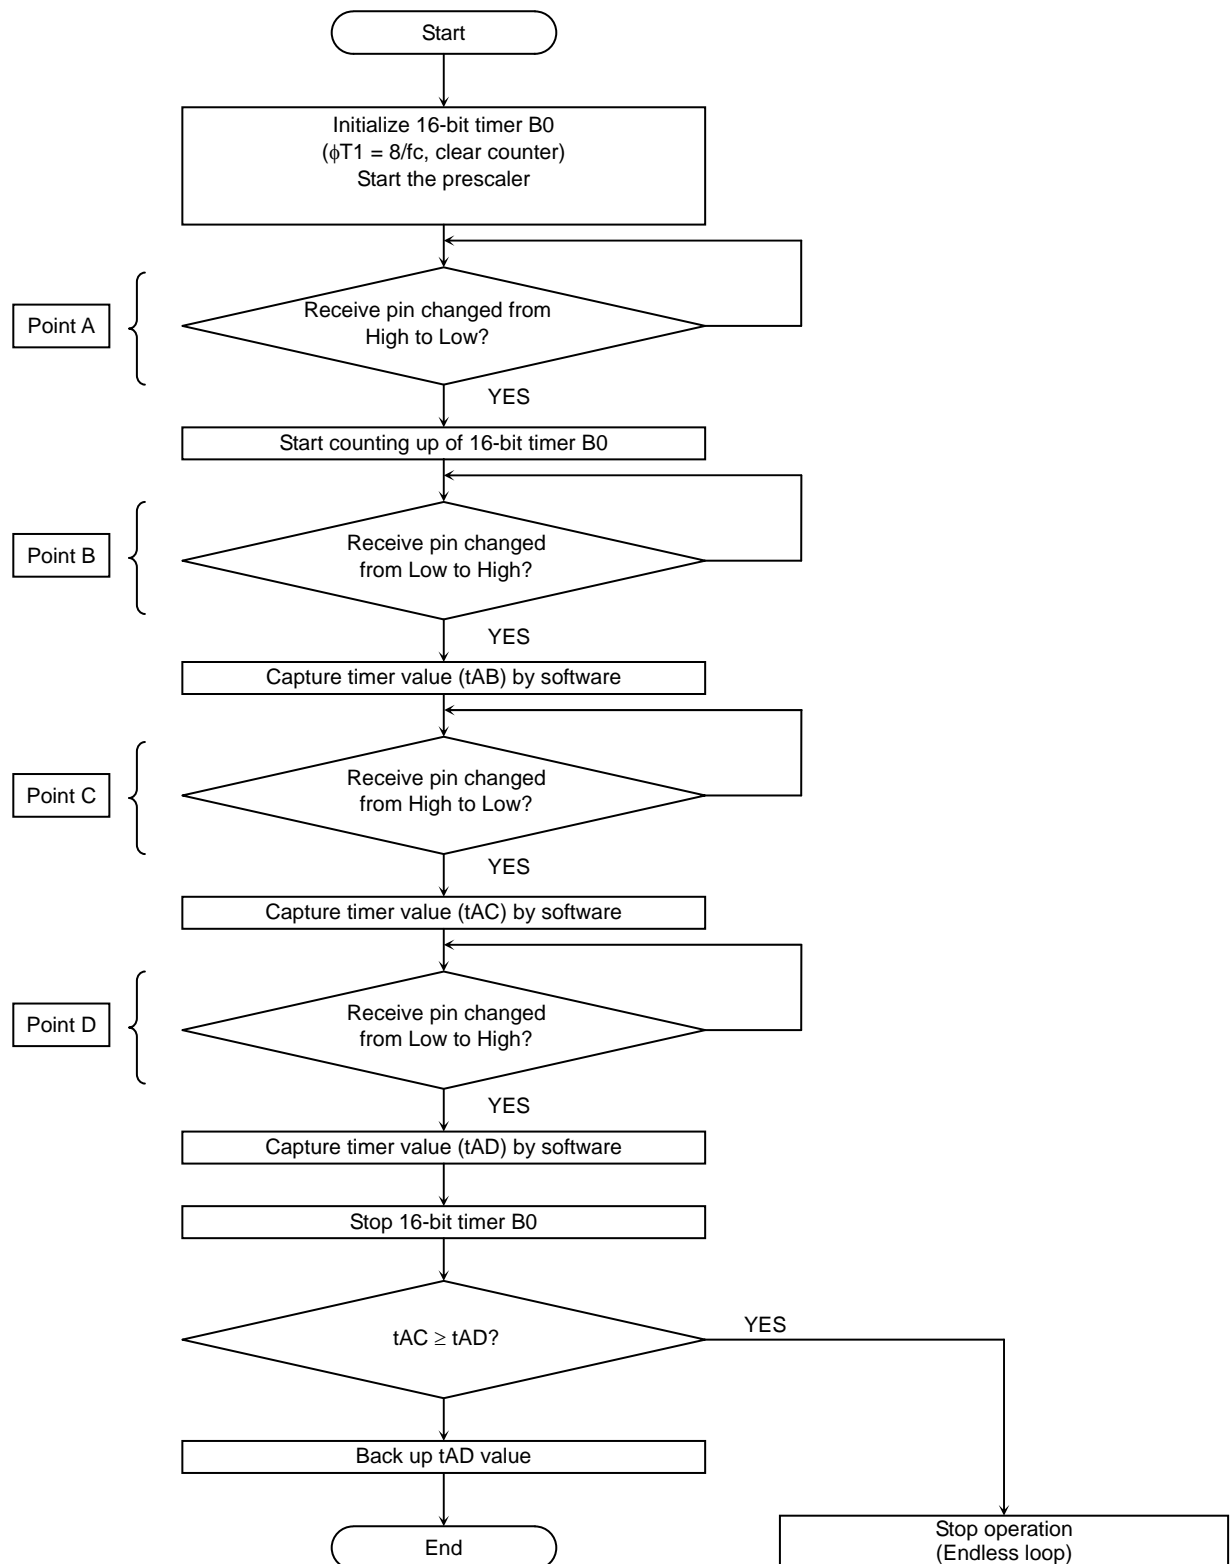 Start
Initialize 16-bit timer B0
(ϕT1 = 8/fc, clear counter)
Start the prescaler
Point A
Receive pin changed from
High to Low?
YES
Start counting up of 16-bit timer B0
Point B
Receive pin changed
from Low to High?
YES
Capture timer value (tAB) by software
Point C
Receive pin changed
from High to Low?
YES
Capture timer value (tAC) by software
Point D
Receive pin changed
from Low to High?
YES
Capture timer value (tAD) by software
Stop 16-bit timer B0
tAC ≥ tAD?
YES
Back up tAD value
End
Stop operation
(Endless loop)